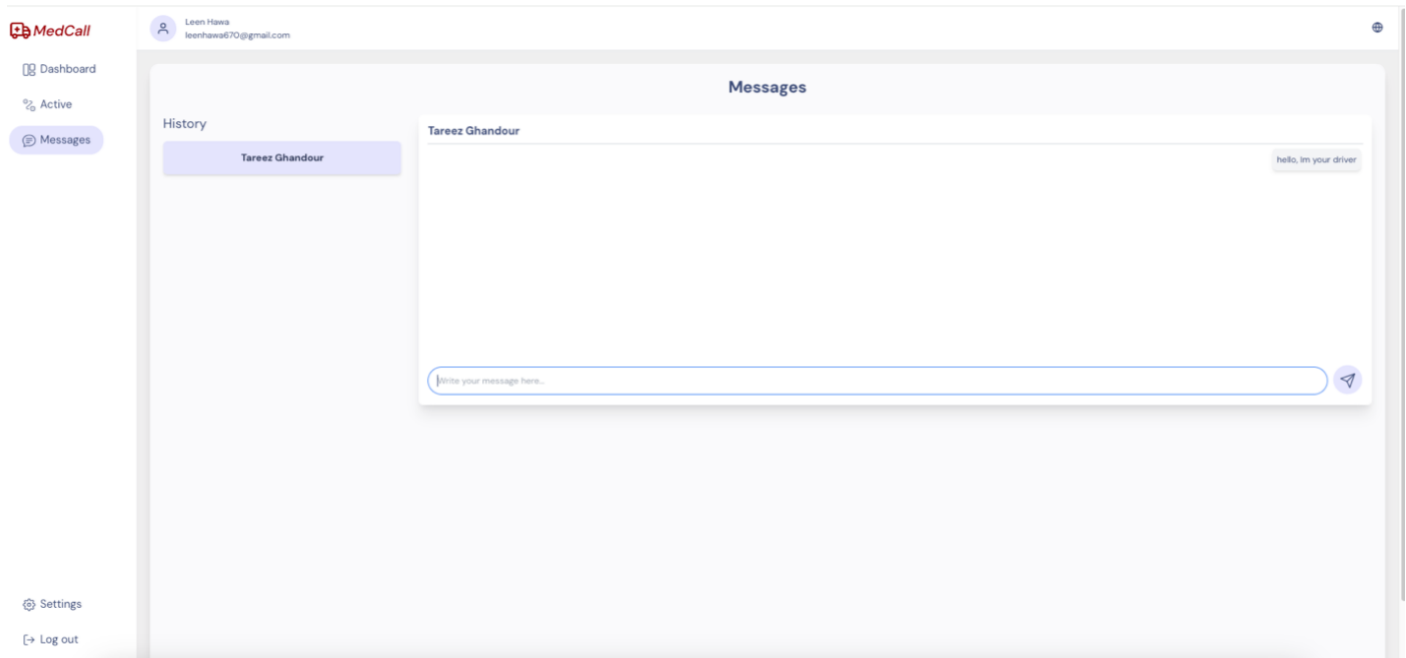 MedCall
Leen Hawa
leenhawa670@gmail.com
Dashboard
Active
Messages
Settings
Log out
Messages
History
Tareez Ghandour
Tareez Ghandour
hello, im your driver
Write your message here...